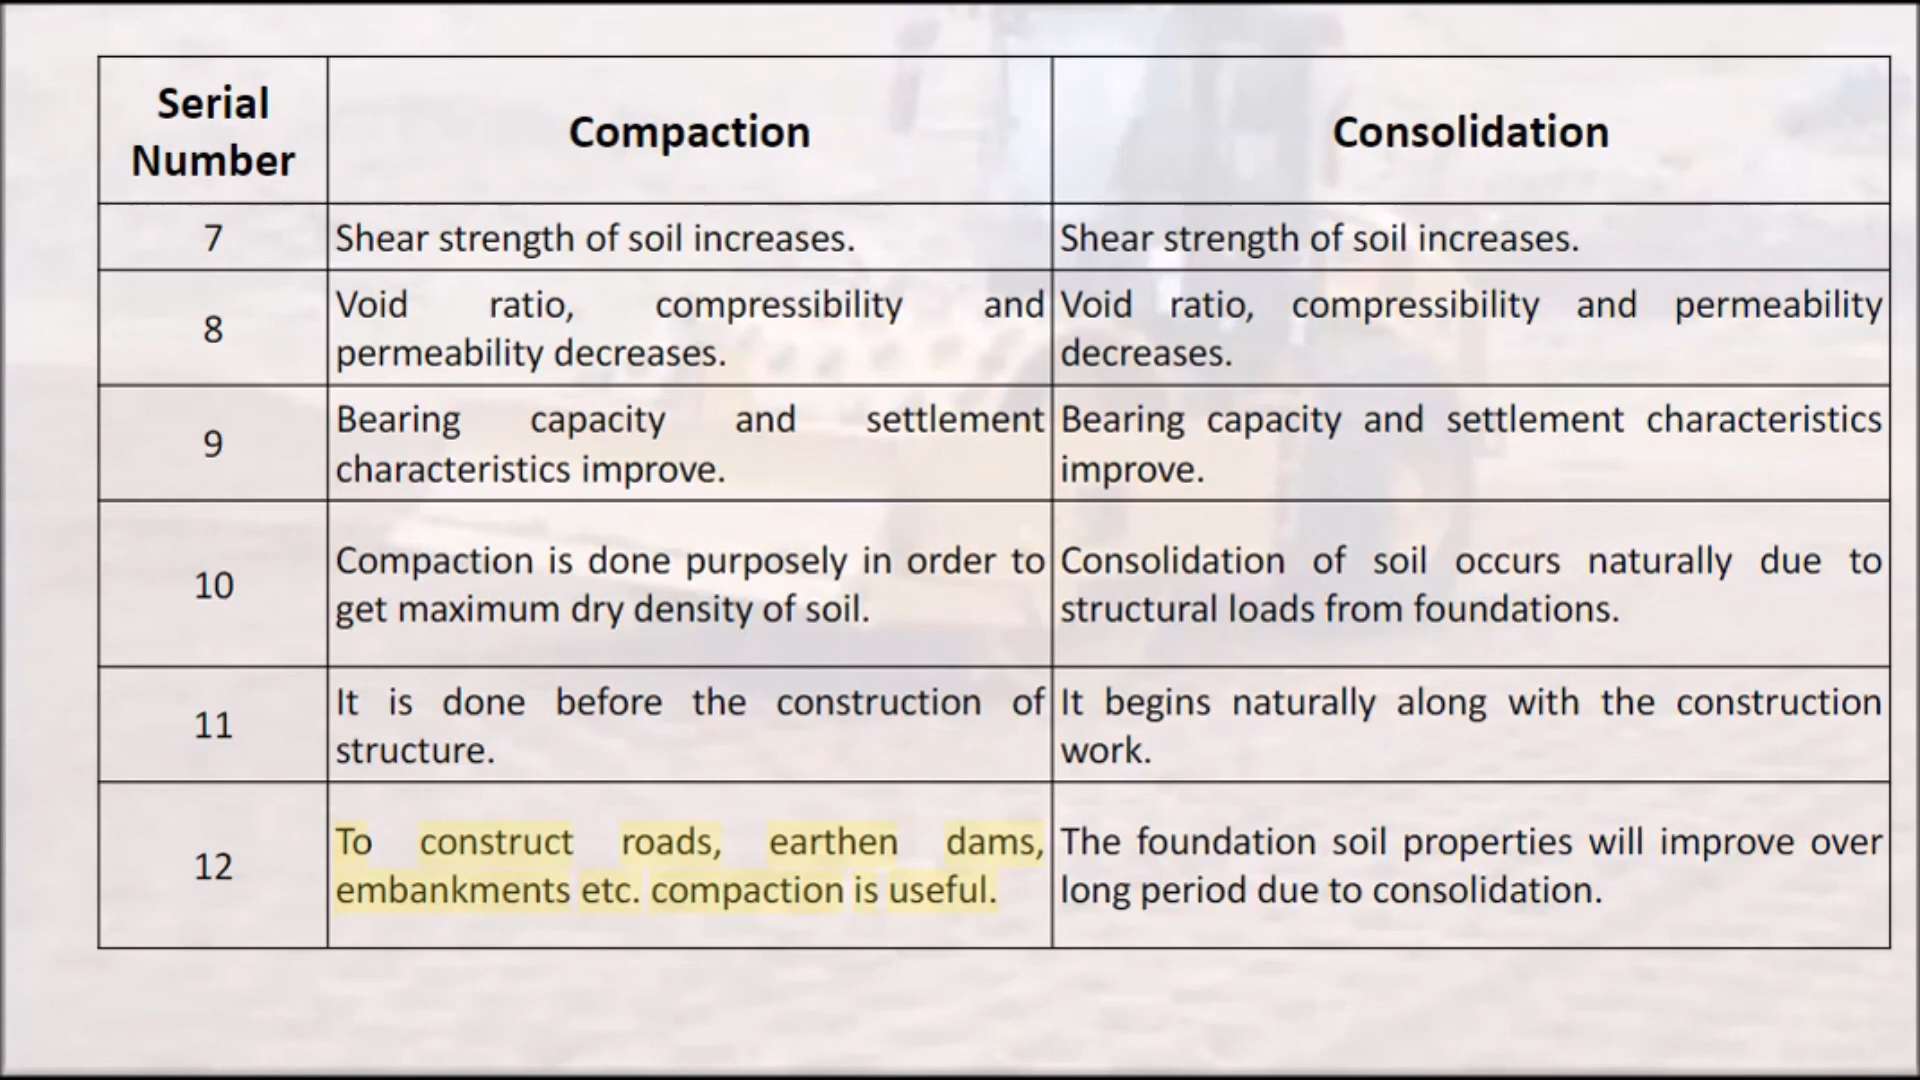 Serial
Number
Compaction
Consolidation
7
Shear strength of soil increases.
Shear strength of soil increases.
8
Void ratio, compressibility and
permeability decreases.
Void ratio, compressibility and permeability
decreases.
9
Bearing capacity and settlement
characteristics improve.
Bearing capacity and settlement characteristics
improve.
10
Compaction is done purposely in order to
get maximum dry density of soil.
Consolidation of soil occurs naturally due to
structural loads from foundations.
11
It is done before the construction of
structure.
It begins naturally along with the construction
work.
12
To construct roads, earthen dams,
embankments etc. compaction is useful.
The foundation soil properties will improve over
long period due to consolidation.